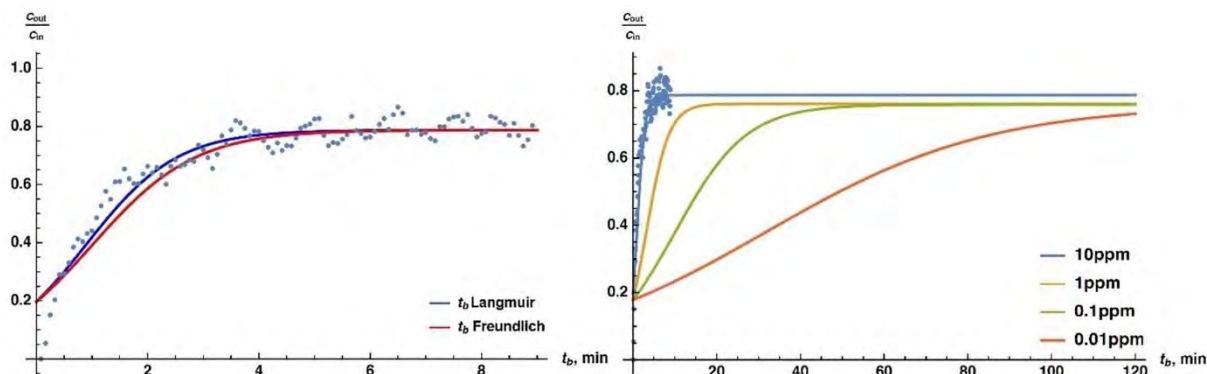 c_out
c_in
1.0
0.8
0.6
0.4
0.2
2
4
6
8
t_b, min
t_b Langmuir
t_b Freundlich
c_out
c_in
0.8
0.6
0.4
0.2
20
40
60
80
100
120
t_b, min
10ppm
1ppm
0.1ppm
0.01ppm